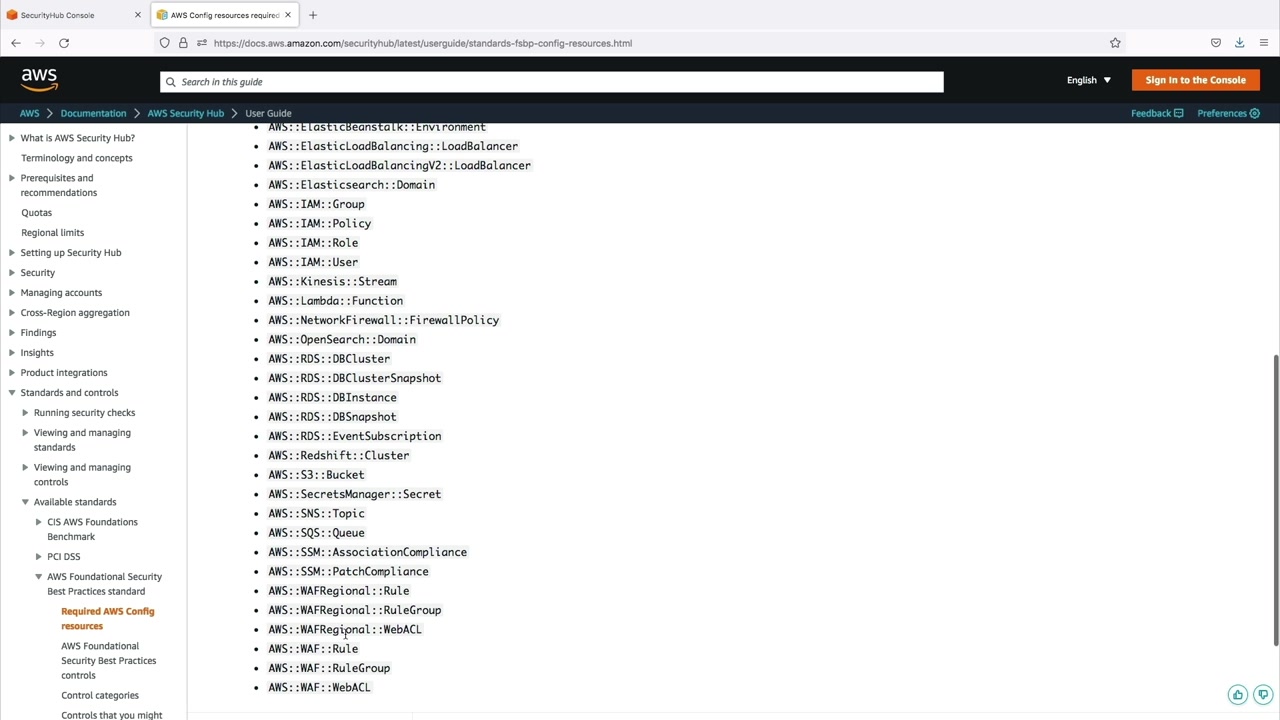 SecurityHub Console
AWS Config resources required
https://docs.aws.amazon.com/securityhub/latest/userguide/standards-fsbp-config-resources.html
aws
Search in this guide
English
Sign In to the Console
AWS
Documentation
AWS Security Hub
User Guide
Feedback
Preferences
What is AWS Security Hub?
Terminology and concepts
Prerequisites and
recommendations
Quotas
Regional limits
Setting up Security Hub
Security
Managing accounts
Cross-Region aggregation
Findings
Insights
Product integrations
Standards and controls
Running security checks
Viewing and managing
standards
Viewing and managing
controls
Available standards
CIS AWS Foundations
Benchmark
PCI DSS
AWS Foundational Security
Best Practices standard
Required AWS Config
resources
AWS Foundational
Security Best Practices
controls
Control categories
Controls that you might
AWS::ElasticBeanstalk::Environment
AWS::ElasticLoadBalancing::LoadBalancer
AWS::ElasticLoadBalancingV2::LoadBalancer
AWS::Elasticsearch::Domain
AWS::IAM::Group
AWS::IAM::Policy
AWS::IAM::Role
AWS::IAM::User
AWS::Kinesis::Stream
AWS::Lambda::Function
AWS::NetworkFirewall::FirewallPolicy
AWS::OpenSearch::Domain
AWS::RDS::DBCluster
AWS::RDS::DBClusterSnapshot
AWS::RDS::DBInstance
AWS::RDS::DBSnapshot
AWS::RDS::EventSubscription
AWS::Redshift::Cluster
AWS::S3::Bucket
AWS::SecretsManager::Secret
AWS::SNS::Topic
AWS::SQS::Queue
AWS::SSM::AssociationCompliance
AWS::SSM::PatchCompliance
AWS::WAFRegional::Rule
AWS::WAFRegional::RuleGroup
AWS::WAFRegional::WebACL
AWS::WAF::Rule
AWS::WAF::RuleGroup
AWS::WAF::WebACL